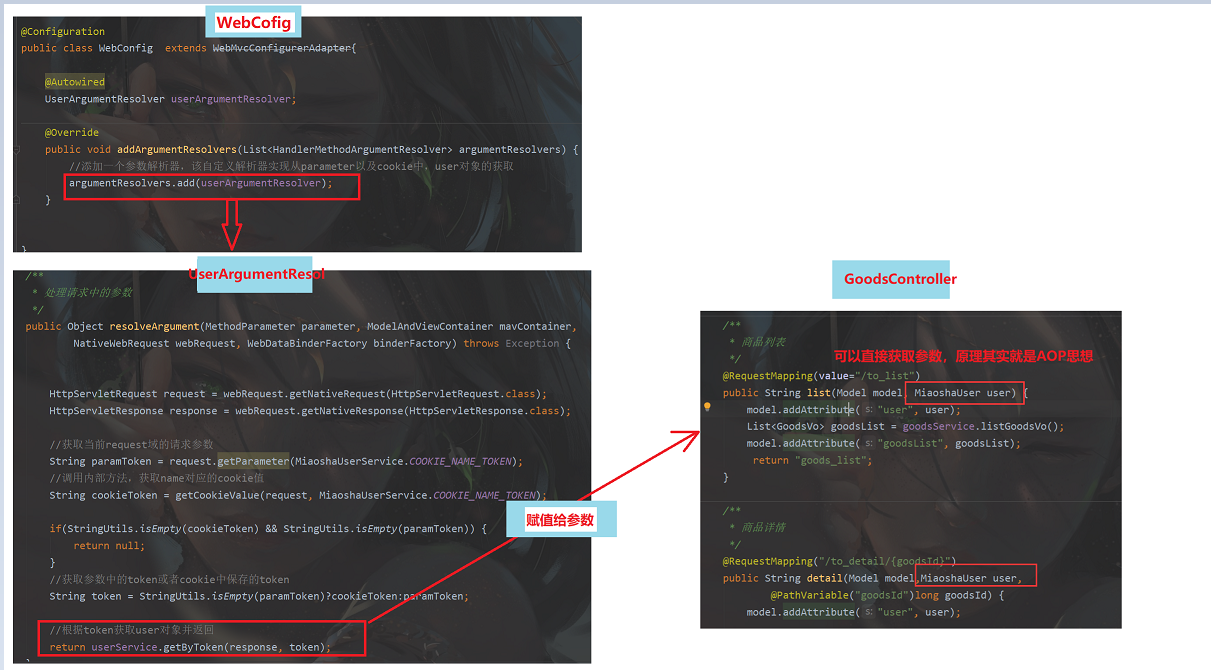 WebCofig
@Configuration
public class WebConfig  extends WebMvcConfigurerAdapter{
@Autowired
UserArgumentResolver userArgumentResolver;
@Override
public void addArgumentResolvers(List<HandlerMethodArgumentResolver> argumentResolvers) {
//添加一个参数解析器，该自定义解析器实现从parameter以及cookie中，user对象的获取
argumentResolvers.add(userArgumentResolver);
}
}
UserArgumentResol
/**
* 处理请求中的参数
*/
public Object resolveArgument(MethodParameter parameter, ModelAndViewContainer mavContainer,
NativeWebRequest webRequest, WebDataBinderFactory binderFactory) throws Exception {
HttpServletRequest request = webRequest.getNativeRequest(HttpServletRequest.class);
HttpServletResponse response = webRequest.getNativeResponse(HttpServletResponse.class);
//获取当前request域的请求参数
String paramToken = request.getParameter(MiaoshaUserService.COOKIE_NAME_TOKEN);
//调用内部方法，获取name对应的cookie值
String cookieToken = getCookieValue(request, MiaoshaUserService.COOKIE_NAME_TOKEN);
if(StringUtils.isEmpty(cookieToken) && StringUtils.isEmpty(paramToken)) {
return null;
}
//获取参数中的token或者cookie中保存的token
String token = StringUtils.isEmpty(paramToken)?cookieToken:paramToken;
//根据token获取user对象并返回
return userService.getByToken(response, token);
赋值给参数
GoodsController
/**
* 商品列表
*/
可以直接获取参数，原理其实就是AOP思想
@RequestMapping(value="/to_list")
public String list(Model model, MiaoshaUser user) {
model.addAttribute( s: "user", user);
List<GoodsVo> goodsList = goodsService.listGoodsVo();
model.addAttribute( s: "goodsList", goodsList);
return "goods_list";
}
/**
* 商品详情
*/
@RequestMapping("/to_detail/{goodsId}")
public String detail(Model model,MiaoshaUser user,
@PathVariable("goodsId")long goodsId) {
model.addAttribute( s: "user", user);